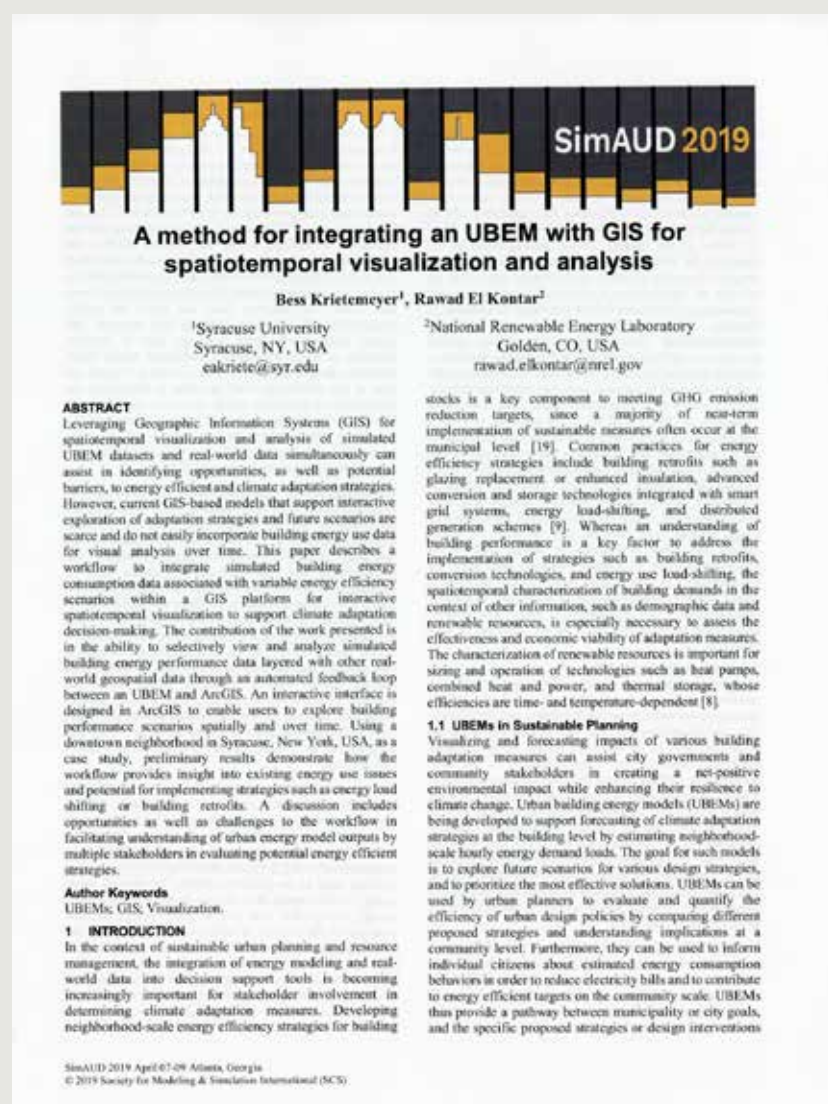 SimAUD 2019
A method for integrating an UBEM with GIS for
spatiotemporal visualization and analysis
Bess Krietemeyer¹, Rawad El Kontar²
¹Syracuse University
Syracuse, NY, USA
eakriete@syr.edu
²National Renewable Energy Laboratory
Golden, CO, USA
rawad.elkontar@nrel.gov
ABSTRACT
Leveraging Geographic Information Systems (GIS) for
spatiotemporal visualization and analysis of simulated
UBEM datasets and real-world data simultaneously can
assist in identifying opportunities, as well as potential
barriers, to energy efficient and climate adaptation strategies.
However, current GIS-based models that support interactive
exploration of adaptation strategies and future scenarios are
scarce and do not easily incorporate building energy use data
for visual analysis over time. This paper describes a
workflow to integrate simulated building energy
consumption data associated with variable energy efficiency
scenarios within a GIS platform for interactive
spatiotemporal visualization to support climate adaptation
decision-making. The contribution of the work presented is
in the ability to selectively view and analyze simulated
building energy performance data layered with other real-
world geospatial data through an automated feedback loop
between an UBEM and ArcGIS. An interactive interface is
designed in ArcGIS to enable users to explore building
performance scenarios spatially and over time. Using a
downtown neighborhood in Syracuse, New York, USA, as a
case study, preliminary results demonstrate how the
workflow provides insight into existing energy use issues
and potential for implementing strategies such as energy load
shifting or building retrofits. A discussion includes
opportunities as well as challenges to the workflow in
facilitating understanding of urban energy model outputs by
multiple stakeholders in evaluating potential energy efficient
strategies.
Author Keywords
UBEMs; GIS; Visualization.
1 INTRODUCTION
In the context of sustainable urban planning and resource
management, the integration of energy modeling and real-
world data into decision support tools is becoming
increasingly important for stakeholder involvement in
determining climate adaptation measures. Developing
neighborhood-scale energy efficiency strategies for building
stocks is a key component to meeting GHG emission
reduction targets, since a majority of near-term
implementation of sustainable measures often occur at the
municipal level [19]. Common practices for energy
efficiency strategies include building retrofits such as
glazing replacement or enhanced insulation, advanced
conversion and storage technologies integrated with smart
grid systems, energy load-shifting, and distributed
generation schemes [9]. Whereas an understanding of
building performance is a key factor to address the
implementation of strategies such as building retrofits,
conversion technologies, and energy use load-shifting, the
spatiotemporal characterization of building demands in the
context of other information, such as demographic data and
renewable resources, is especially necessary to assess the
effectiveness and economic viability of adaptation measures.
The characterization of renewable resources is important for
sizing and operation of technologies such as heat pumps,
combined heat and power, and thermal storage, whose
efficiencies are time- and temperature-dependent [8].
1.1 UBEMs in Sustainable Planning
Visualizing and forecasting impacts of various building
adaptation measures can assist city governments and
community stakeholders in creating a net-positive
environmental impact while enhancing their resilience to
climate change. Urban building energy models (UBEMs) are
being developed to support forecasting of climate adaptation
strategies at the building level by estimating neighborhood-
scale hourly energy demand loads. The goal for such models
is to explore future scenarios for various design strategies,
and to prioritize the most effective solutions. UBEMs can be
used by urban planners to evaluate and quantify the
efficiency of urban design policies by comparing different
proposed strategies and understanding implications at a
community level. Furthermore, they can be used to inform
individual citizens about estimated energy consumption
behaviors in order to reduce electricity bills and to contribute
to energy efficient targets on the community scale. UBEMs
thus provide a pathway between municipality or city goals,
and the specific proposed strategies or design interventions
SimAUD 2019 April 07-09 Atlanta, Georgia
© 2019 Society for Modeling & Simulation International (SCS)